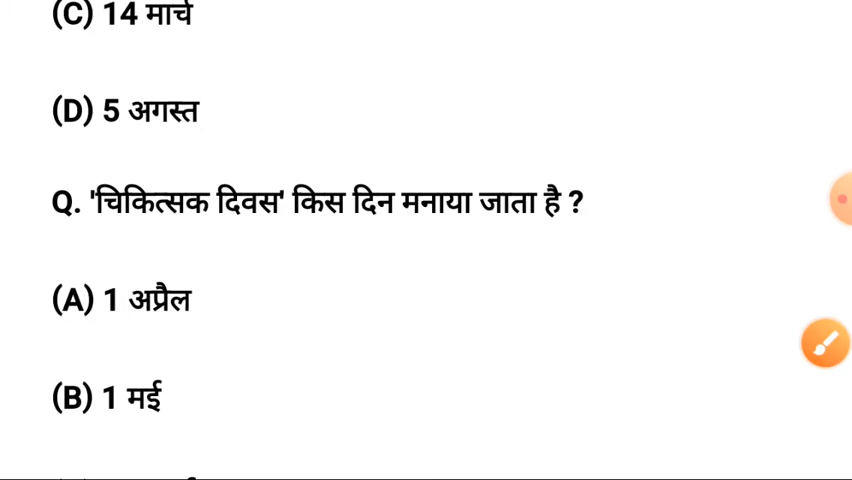 (C) 14 मार्च
(D) 5 अगस्त
Q. 'चिकित्सक दिवस' किस दिन मनाया जाता है ?
(A) 1 अप्रैल
(B) 1 मई